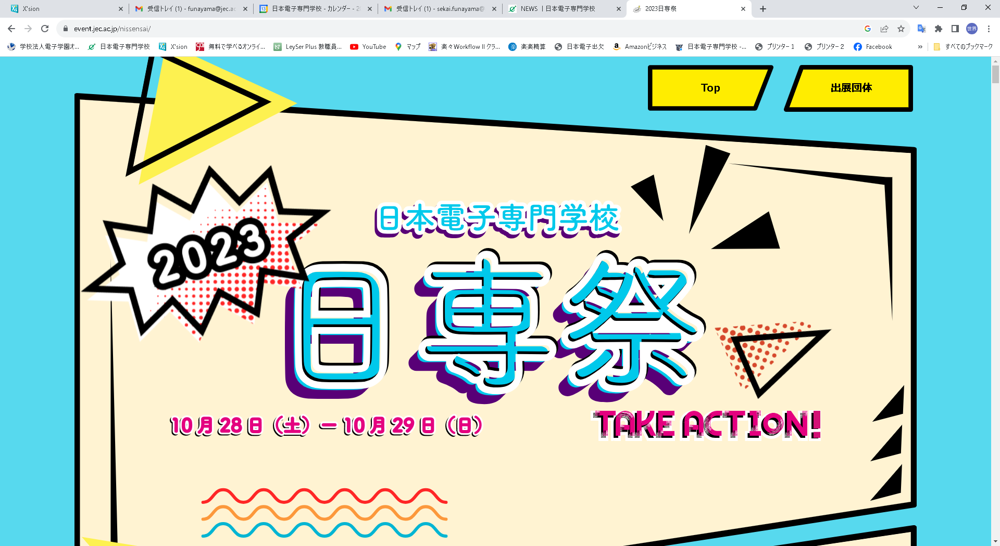 X'sion
受信トレイ (1) - funayama@jec.ac
日本電子専門学校 - カレンダー - 2
受信トレイ (1) - sekai.funayama@
NEWS | 日本電子専門学校
2023日専祭
event.jec.ac.jp/nissensai/
世界
学校法人電子学園オ...
日本電子専門学校
X'sion
無料で学べるオンライ...
LeySer Plus 教職員...
YouTube
マップ
楽々Workflow II クラ...
楽楽精算
日本電子出欠
Amazonビジネス
日本電子専門学校 -...
プリンター 1
プリンター 2
Facebook
»
すべてのブックマーク
Top
出展団体
2023
日本電子専門学校
日専祭
10月28日（土）－10月29日（日）
TAKE ACTION!